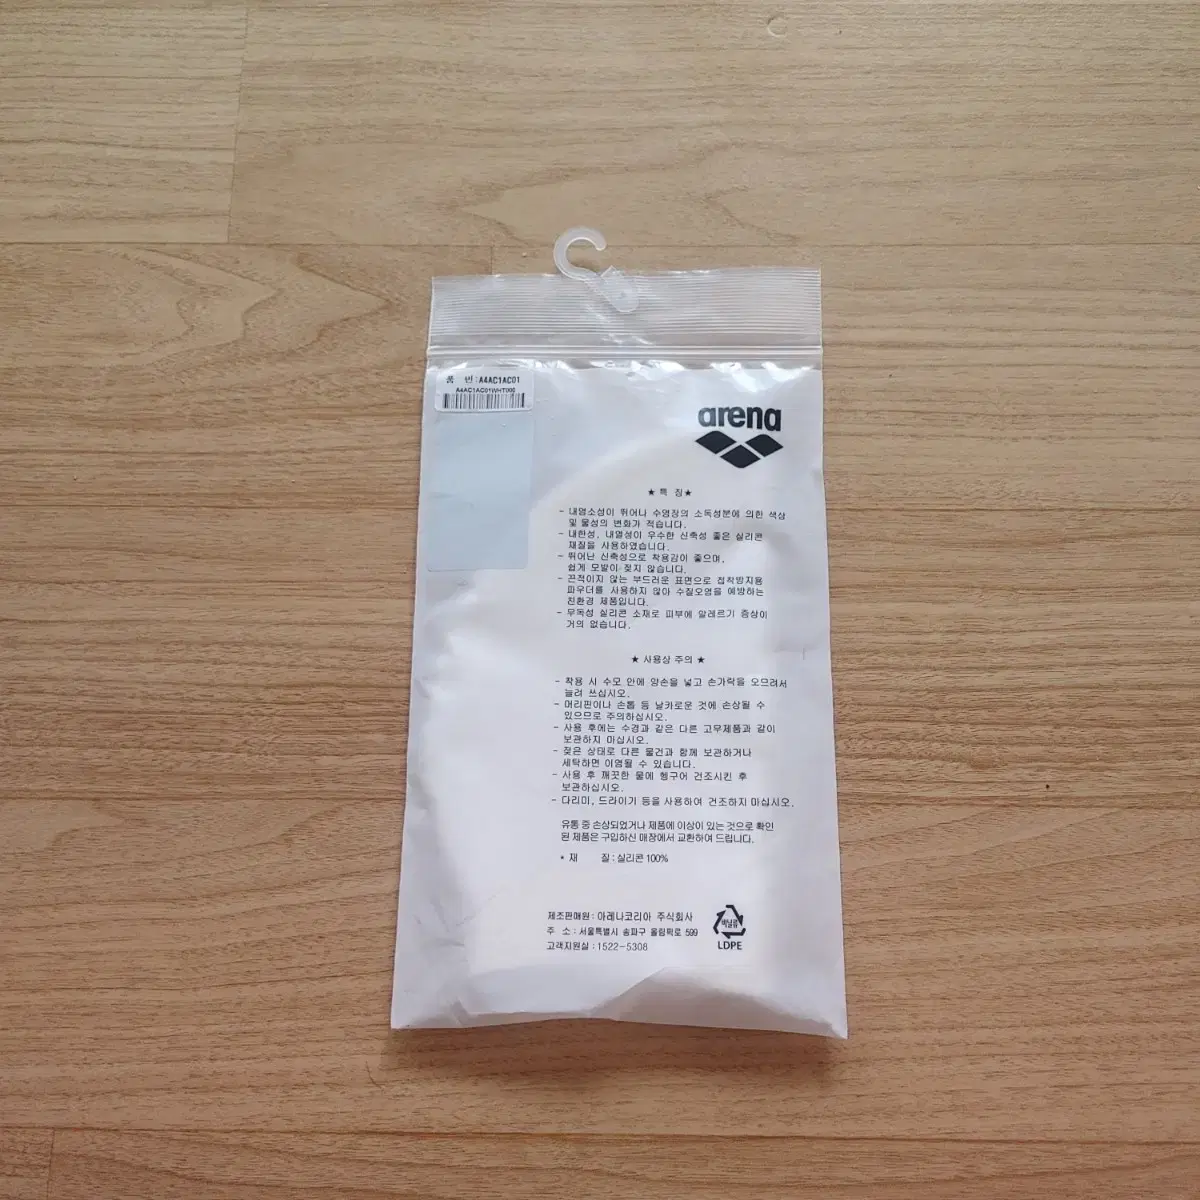 품 번 : A4AC1AC01
A4AC1AC01WHT000
arena
★ 특 징★
- 내염소성이 뛰어나 수영장의 소독성분에 의한 색상
및 물성의 변화가 적습니다.
- 내한성, 내열성이 우수한 신축성 좋은 실리콘
재질을 사용하였습니다.
- 뛰어난 신축성으로 착용감이 좋으며,
쉽게 모발이 젖지 않습니다.
- 끈적이지 않는 부드러운 표면으로 접착방지용
파우더를 사용하지 않아 수질오염을 예방하는
친환경 제품입니다.
- 무독성 실리콘 소재로 피부에 알레르기 증상이
거의 없습니다.
★ 사용상 주의 ★
- 착용 시 수모 안에 양손을 넣고 손가락을 오므려서
늘려 쓰십시오.
- 머리핀이나 손톱 등 날카로운 것에 손상될 수
있으므로 주의하십시오.
- 사용 후에는 수경과 같은 다른 고무제품과 같이
보관하지 마십시오.
- 젖은 상태로 다른 물건과 함께 보관하거나
세탁하면 이염될 수 있습니다.
- 사용 후 깨끗한 물에 헹구어 건조시킨 후
보관하십시오.
- 다리미, 드라이기 등을 사용하여 건조하지 마십시오.
유통 중 손상되었거나 제품에 이상이 있는 것으로 확인
된 제품은 구입하신 매장에서 교환하여 드립니다.
* 재 질 : 실리콘 100%
제조판매원 : 아레나코리아 주식회사
주 소 : 서울특별시 송파구 올림픽로 599
고객지원실 : 1522-5308
비닐류
LDPE